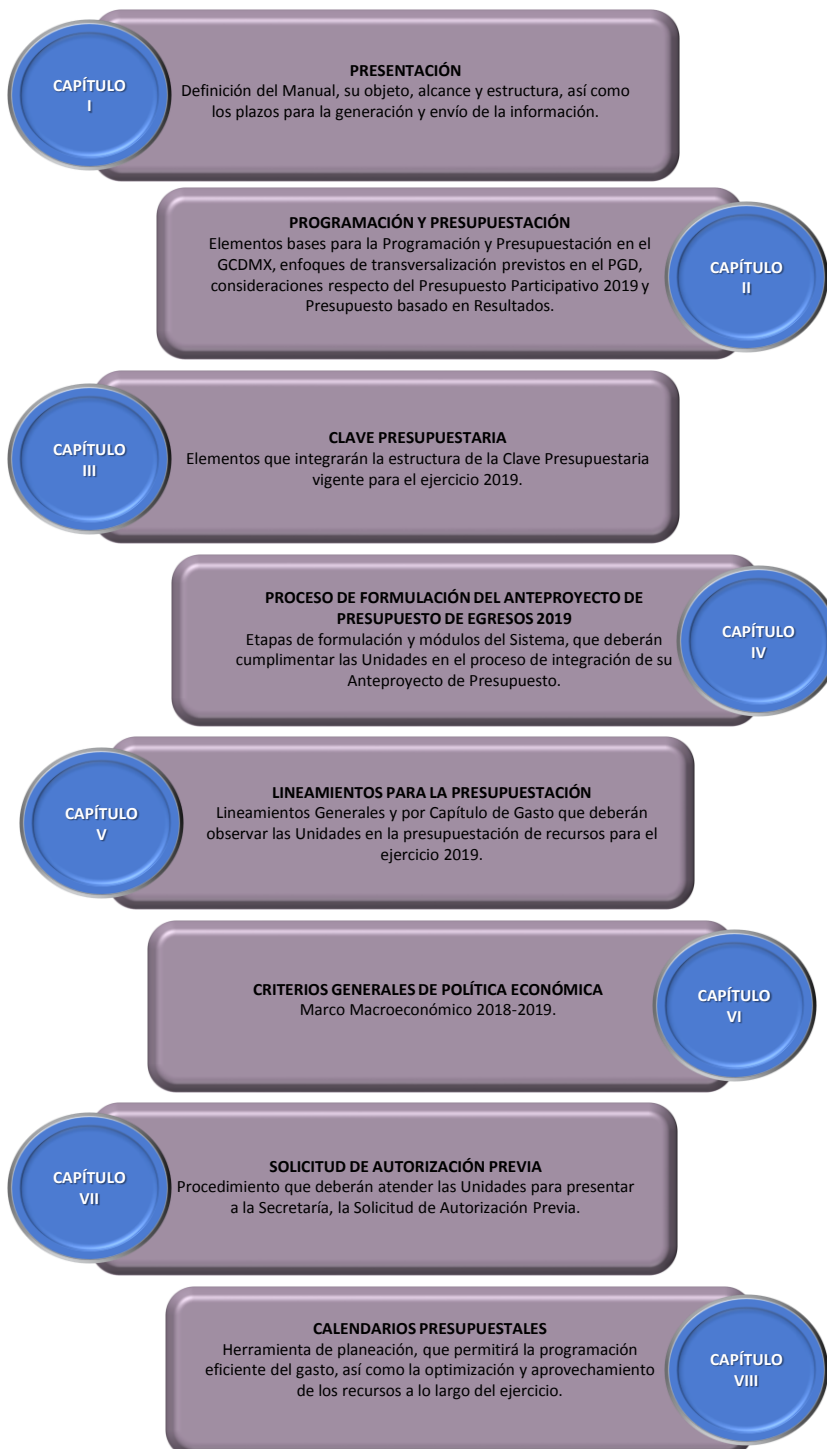 CAPÍTULO
I
PRESENTACIÓN
Definición del Manual, su objeto, alcance y estructura, así como
los plazos para la generación y envío de la información.
PROGRAMACIÓN Y PRESUPUESTACIÓN
Elementos bases para la Programación y Presupuestación en el
GCDMX, enfoques de transversalización previstos en el PGD,
consideraciones respecto del Presupuesto Participativo 2019 y
Presupuesto basado en Resultados.
CAPÍTULO
II
CAPÍTULO
III
CLAVE PRESUPUESTARIA
Elementos que integrarán la estructura de la Clave Presupuestaria
vigente para el ejercicio 2019.
PROCESO DE FORMULACIÓN DEL ANTEPROYECTO DE
PRESUPUESTO DE EGRESOS 2019
Etapas de formulación y módulos del Sistema, que deberán
cumplimentar las Unidades en el proceso de integración de su
Anteproyecto de Presupuesto.
CAPÍTULO
IV
CAPÍTULO
V
LINEAMIENTOS PARA LA PRESUPUESTACIÓN
Lineamientos Generales y por Capítulo de Gasto que deberán
observar las Unidades en la presupuestación de recursos para el
ejercicio 2019.
CRITERIOS GENERALES DE POLÍTICA ECONÓMICA
Marco Macroeconómico 2018-2019.
CAPÍTULO
VI
CAPÍTULO
VII
SOLICITUD DE AUTORIZACIÓN PREVIA
Procedimiento que deberán atender las Unidades para presentar
a la Secretaría, la Solicitud de Autorización Previa.
CALENDARIOS PRESUPUESTALES
Herramienta de planeación, que permitirá la programación
eficiente del gasto, así como la optimización y aprovechamiento
de los recursos a lo largo del ejercicio.
CAPÍTULO
VIII